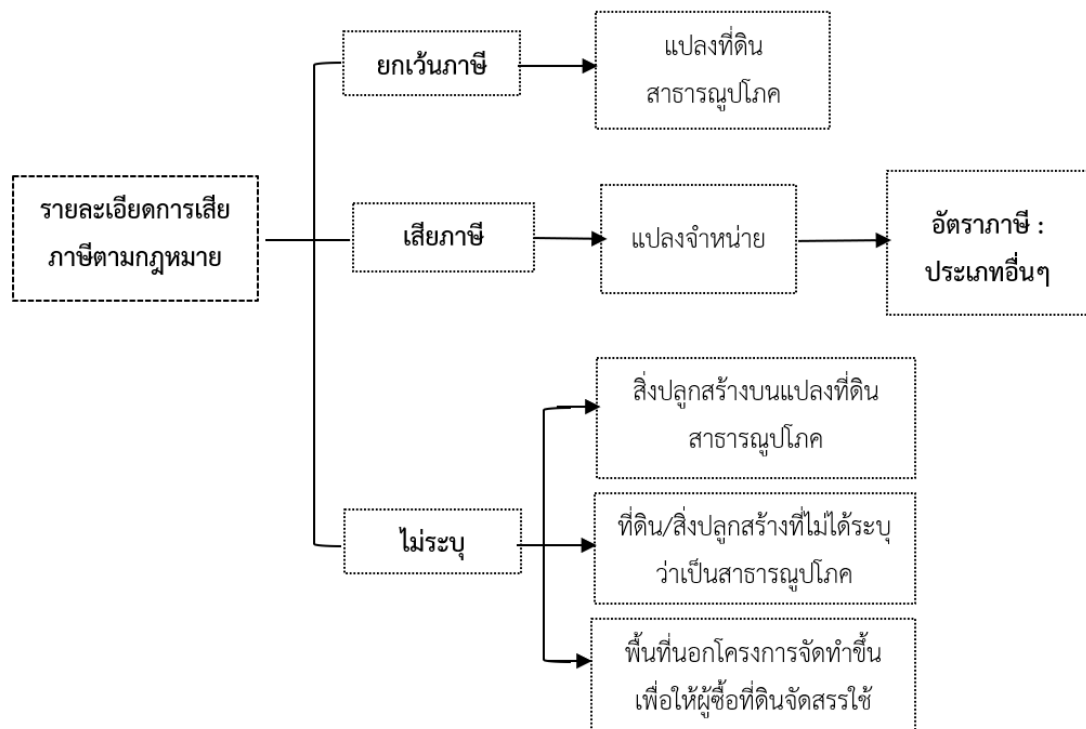 รายละเอียดการเสีย
ภาษีตามกฎหมาย
ยกเว้นภาษี
แปลงที่ดิน
สาธารณูปโภค
เสียภาษี
แปลงจำหน่าย
อัตราภาษี :
ประเภทอื่นๆ
ไม่ระบุ
สิ่งปลูกสร้างบนแปลงที่ดิน
สาธารณูปโภค
ที่ดิน/สิ่งปลูกสร้างที่ไม่ได้ระบุ
ว่าเป็นสาธารณูปโภค
พื้นที่นอกโครงการจัดทำขึ้น
เพื่อให้ผู้ซื้อที่ดินจัดสรรใช้